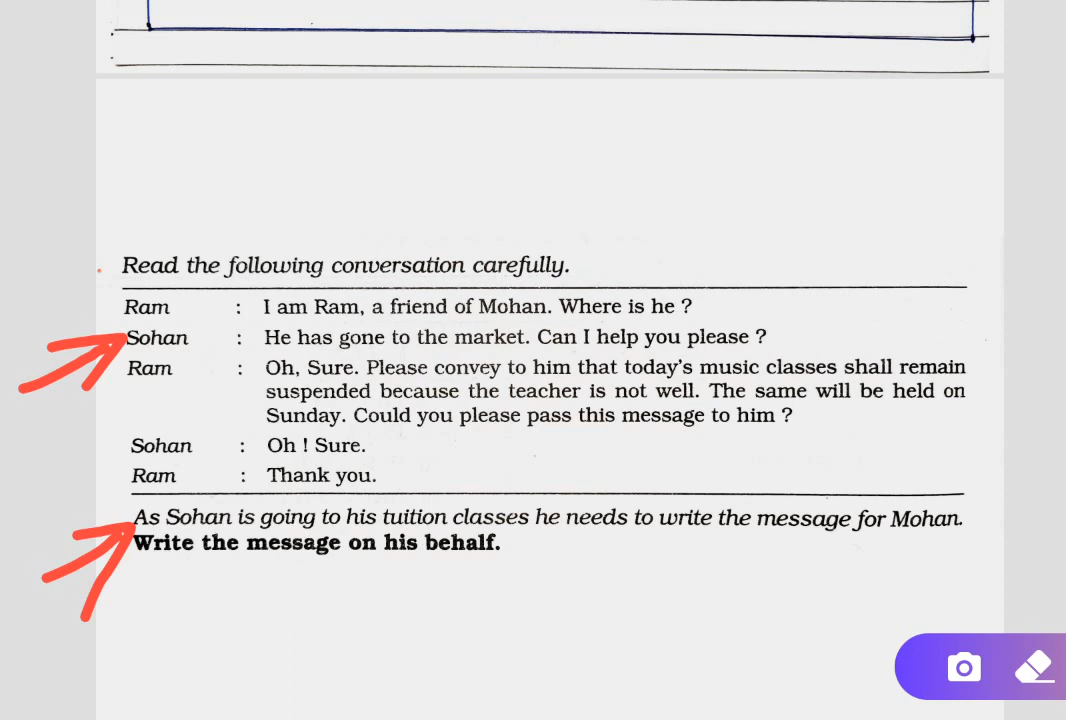 Read the following conversation carefully.
Ram : I am Ram, a friend of Mohan. Where is he ?
Sohan : He has gone to the market. Can I help you please ?
Ram : Oh, Sure. Please convey to him that today's music classes shall remain
suspended because the teacher is not well. The same will be held on
Sunday. Could you please pass this message to him ?
Sohan : Oh ! Sure.
Ram : Thank you.
As Sohan is going to his tuition classes he needs to write the message for Mohan.
Write the message on his behalf.